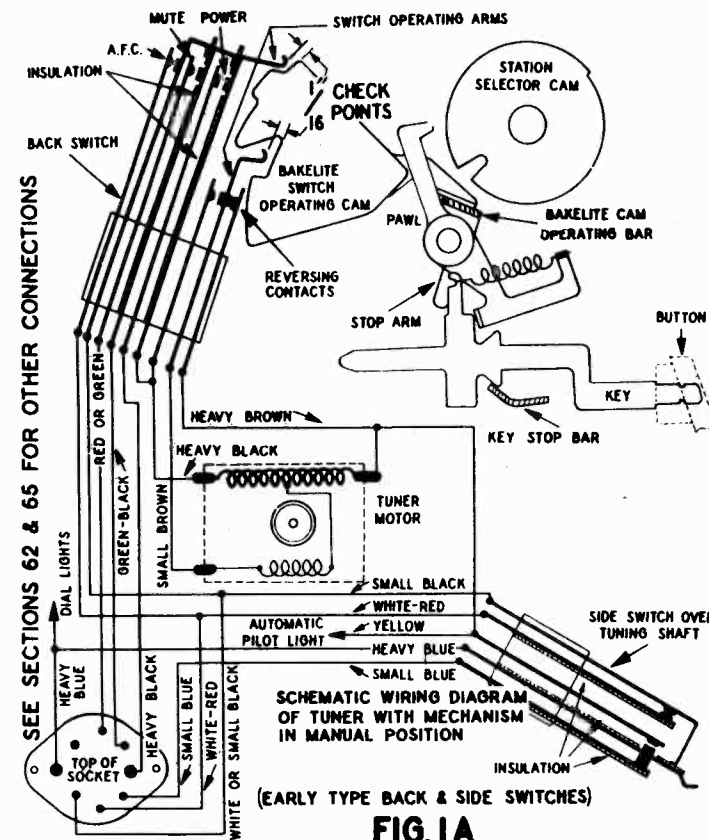 MUTE POWER
SWITCH OPERATING ARMS
A.F.C.
INSULATION
1"
16
CHECK
POINTS
STATION
SELECTOR CAM
BACK SWITCH
BAKELITE
SWITCH
OPERATING CAM
PAWL
BAKELITE CAM
OPERATING BAR
REVERSING
CONTACTS
STOP ARM
BUTTON
KEY
KEY STOP BAR
SEE SECTIONS 62 & 65 FOR OTHER CONNECTIONS
RED OR GREEN
GREEN-BLACK
SMALL BROWN
HEAVY BROWN
HEAVY BLACK
TUNER
MOTOR
DIAL LIGHTS
SMALL BLACK
WHITE-RED
YELLOW
AUTOMATIC
PILOT LIGHT
HEAVY BLUE
SMALL BLUE
SIDE SWITCH OVER
TUNING SHAFT
HEAVY BLUE
HEAVY BLACK
SMALL BLUE
WHITE-RED
WHITE OR SMALL BLACK
TOP OF
SOCKET
SCHEMATIC WIRING DIAGRAM
OF TUNER WITH MECHANISM
IN MANUAL POSITION
INSULATION
(EARLY TYPE BACK & SIDE SWITCHES)
FIG. 1A